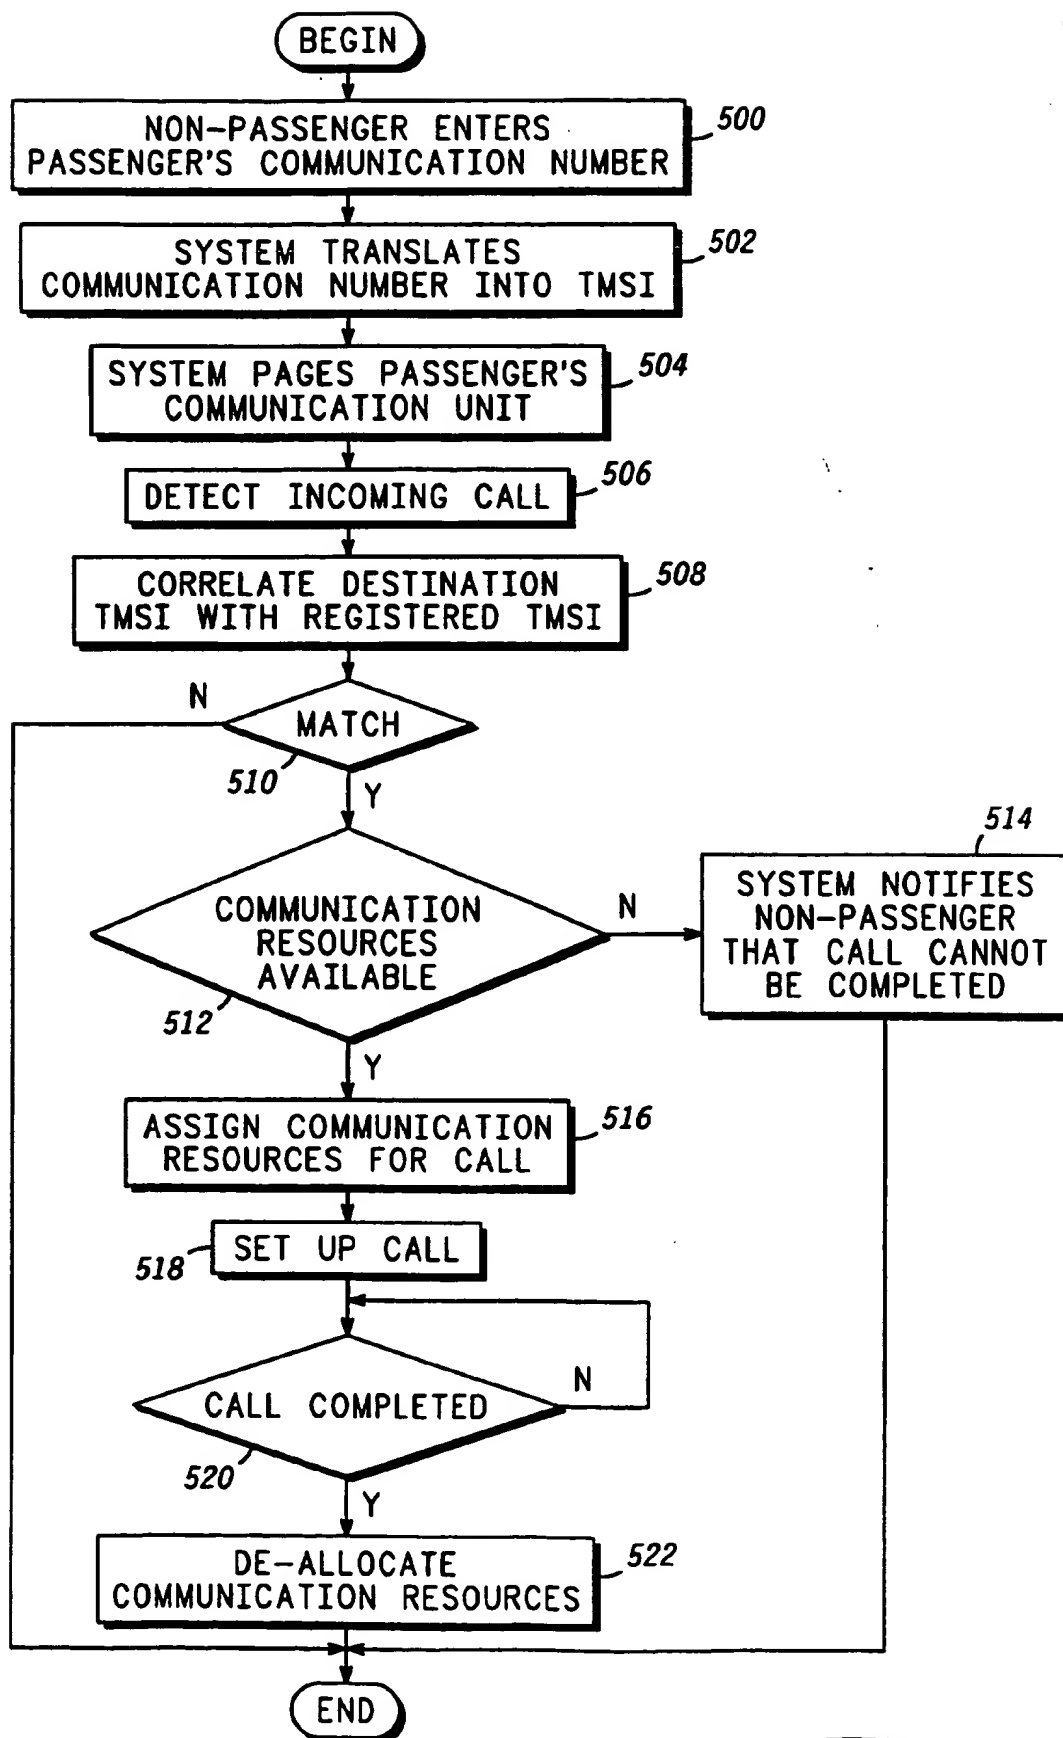 BEGIN
NON-PASSENGER ENTERS
PASSENGER'S COMMUNICATION NUMBER
500
SYSTEM TRANSLATES
COMMUNICATION NUMBER INTO TMSI
502
SYSTEM PAGES PASSENGER'S
COMMUNICATION UNIT
504
DETECT INCOMING CALL
506
CORRELATE DESTINATION
TMSI WITH REGISTERED TMSI
508
N
MATCH
510
Y
COMMUNICATION
RESOURCES
AVAILABLE
512
N
514
SYSTEM NOTIFIES
NON-PASSENGER
THAT CALL CANNOT
BE COMPLETED
Y
ASSIGN COMMUNICATION
RESOURCES FOR CALL
516
SET UP CALL
518
CALL COMPLETED
N
520
Y
DE-ALLOCATE
COMMUNICATION RESOURCES
522
END